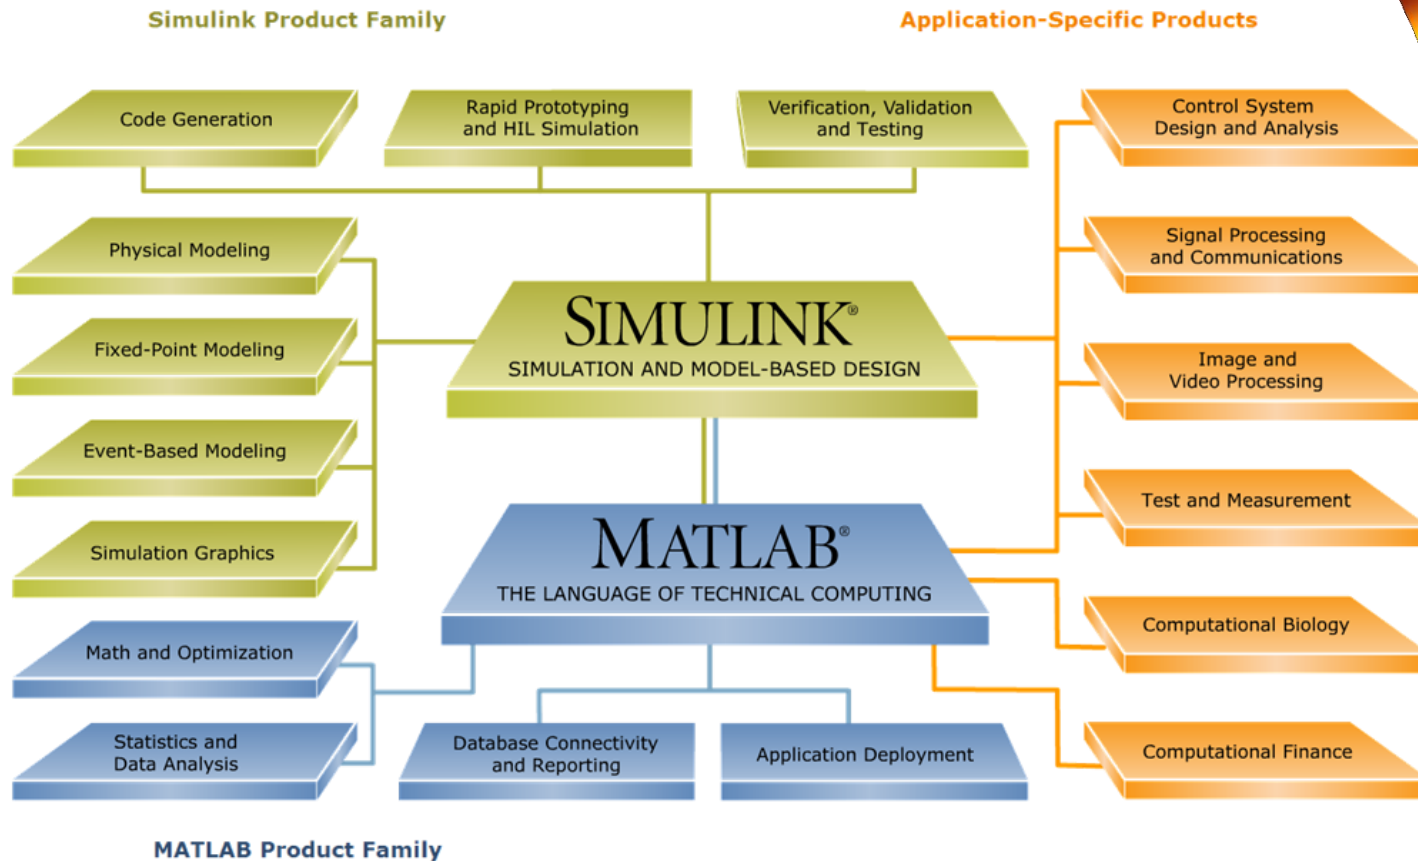 Simulink Product Family
Application-Specific Products
Code Generation
Rapid Prototyping
and HIL Simulation
Verification, Validation
and Testing
Control System
Design and Analysis
Physical Modeling
Signal Processing
and Communications
SIMULINK®
SIMULATION AND MODEL-BASED DESIGN
Fixed-Point Modeling
Image and
Video Processing
Event-Based Modeling
Test and Measurement
Simulation Graphics
MATLAB®
THE LANGUAGE OF TECHNICAL COMPUTING
Math and Optimization
Computational Biology
Statistics and
Data Analysis
Database Connectivity
and Reporting
Application Deployment
Computational Finance
MATLAB Product Family